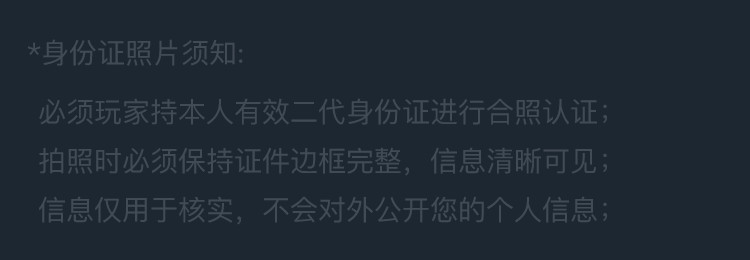 *身份证照片须知:
必须玩家持本人有效二代身份证进行合照认证；
拍照时必须保持证件边框完整，信息清晰可见；
信息仅用于核实，不会对外公开您的个人信息；